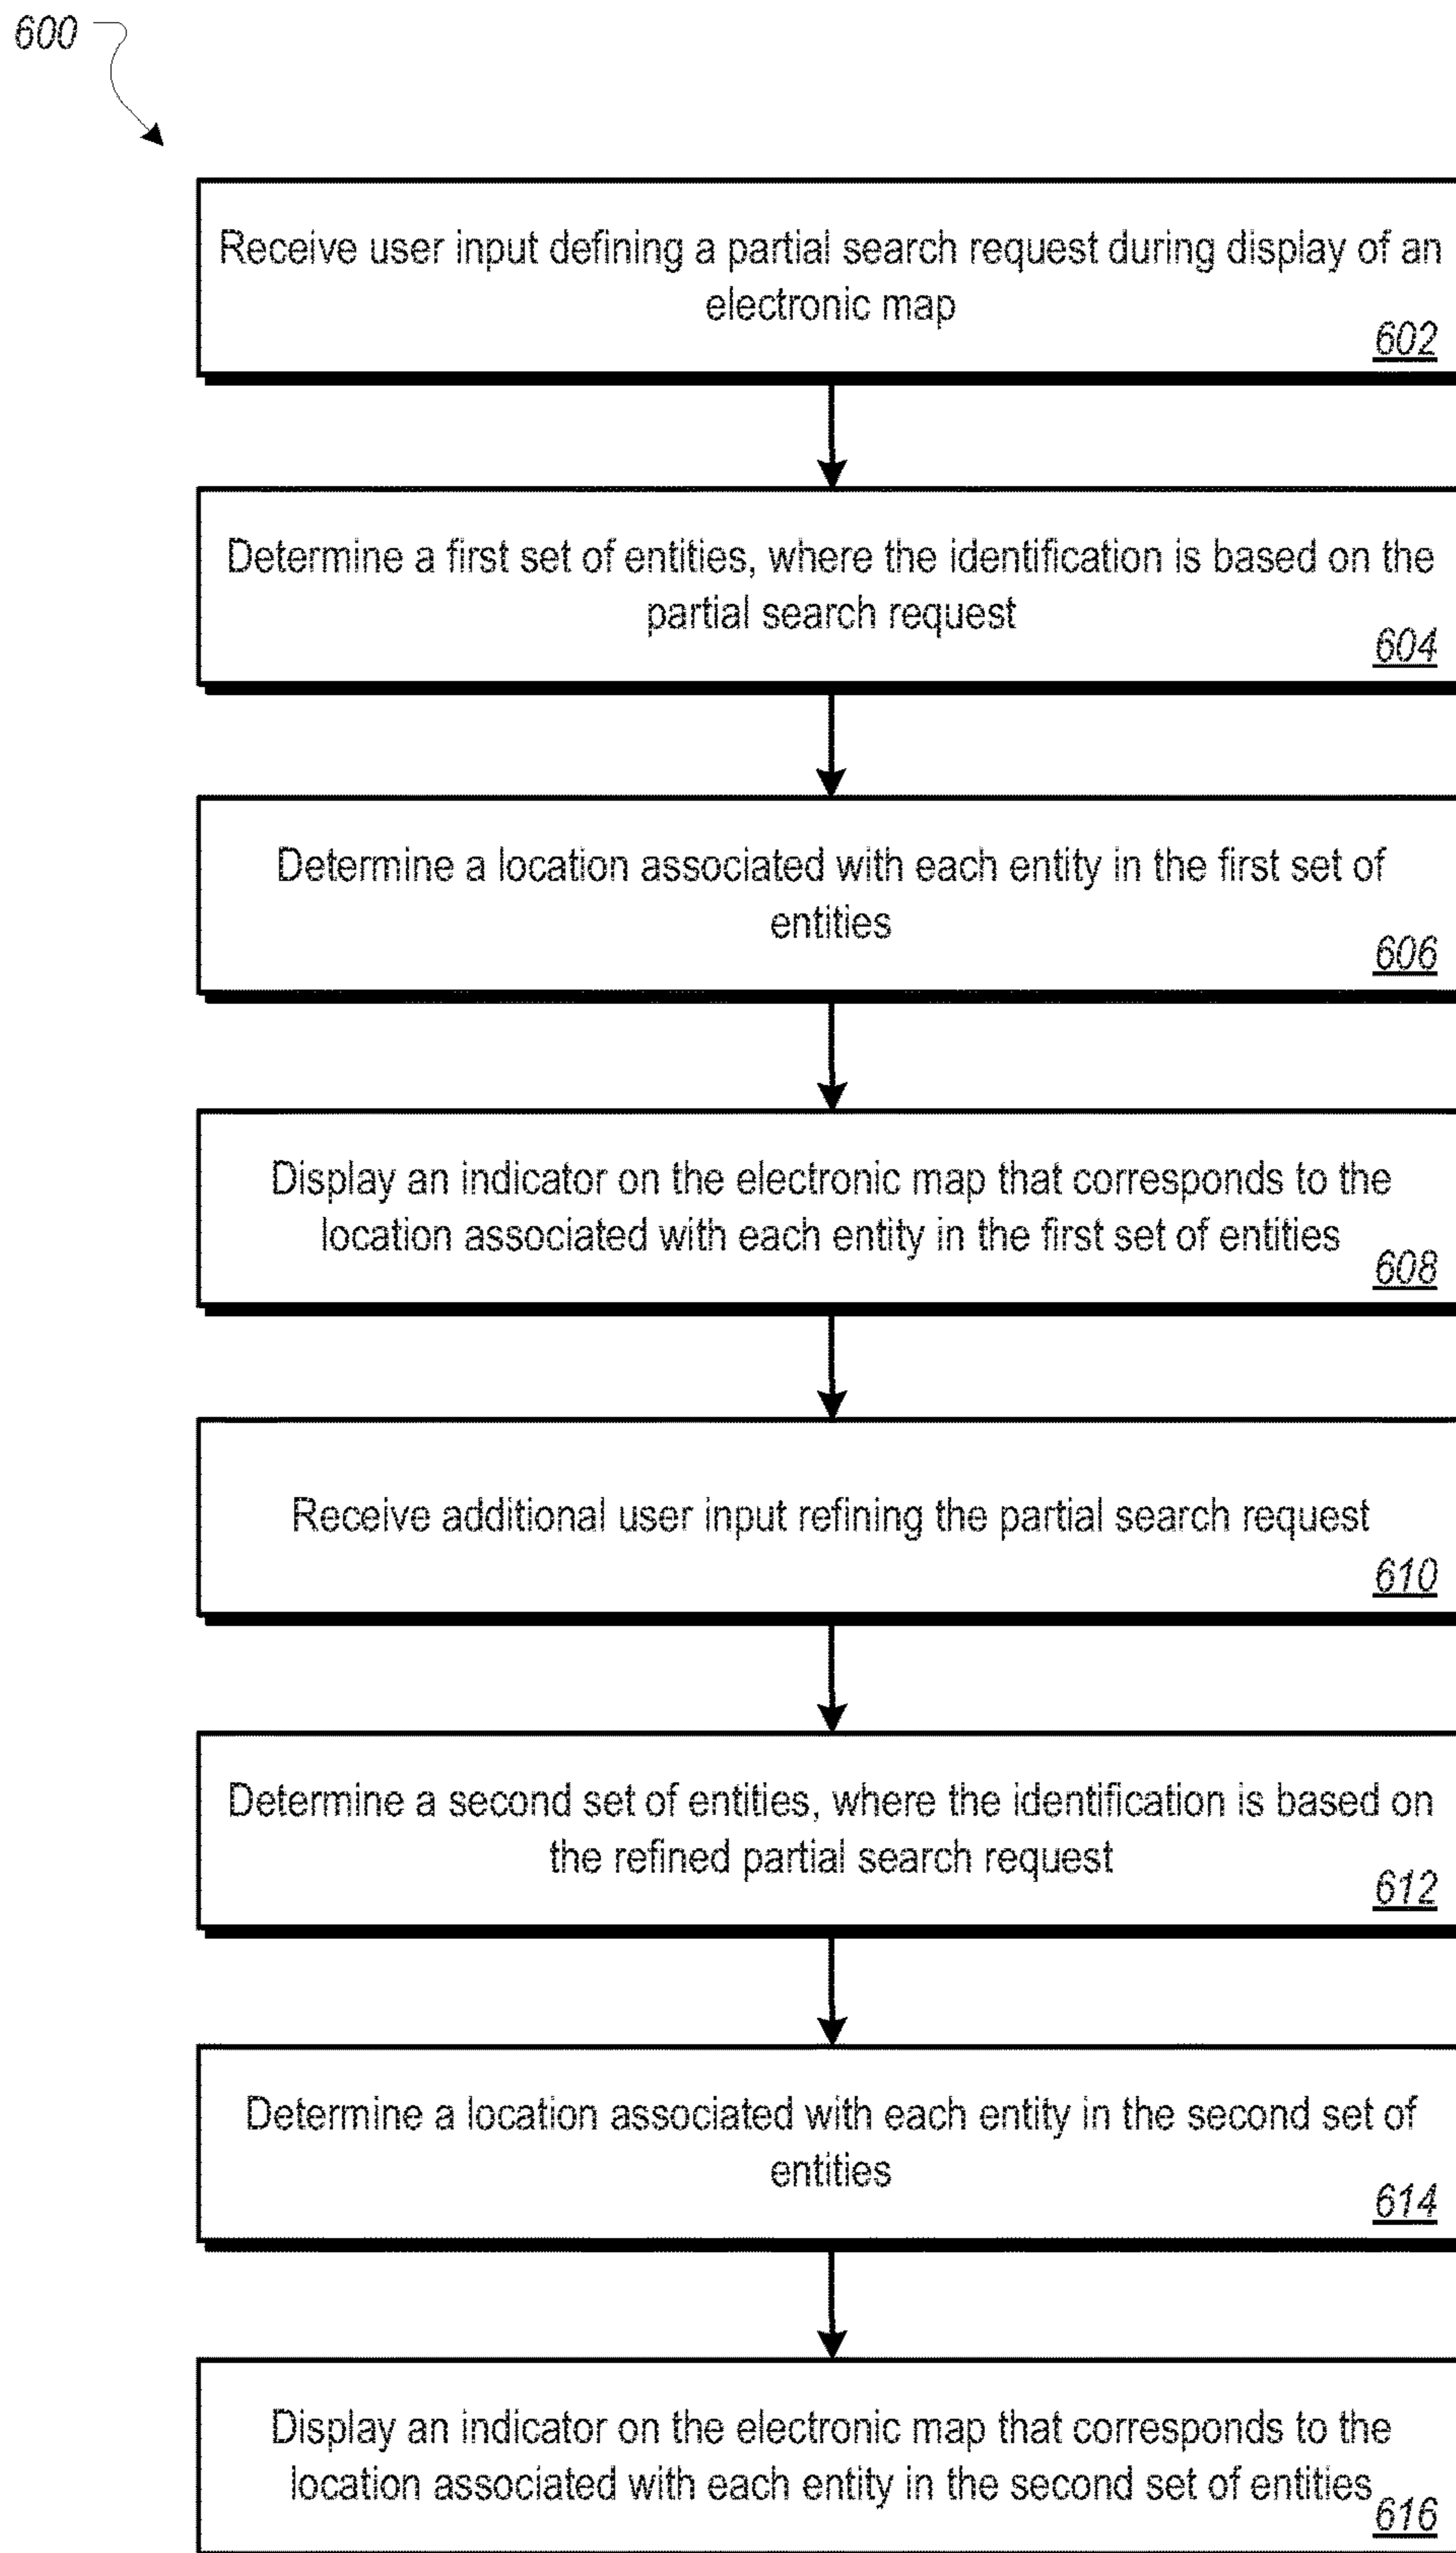 600
Receive user input defining a partial search request during display of an
electronic map
602
Determine a first set of entities, where the identification is based on the
partial search request
604
Determine a location associated with each entity in the first set of
entities
606
Display an indicator on the electronic map that corresponds to the
location associated with each entity in the first set of entities
608
Receive additional user input refining the partial search request
610
Determine a second set of entities, where the identification is based on
the refined partial search request
612
Determine a location associated with each entity in the second set of
entities
614
Display an indicator on the electronic map that corresponds to the
location associated with each entity in the second set of entities
616